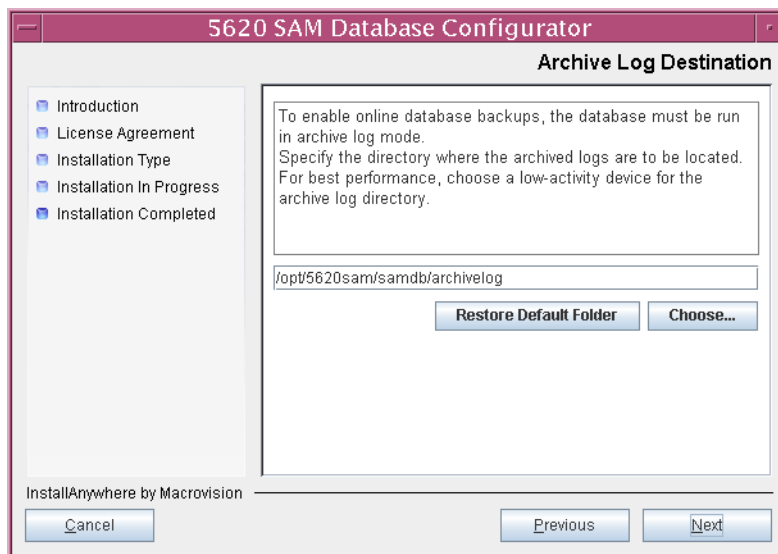 5620 SAM Database Configurator
Archive Log Destination
Introduction
License Agreement
Installation Type
Installation In Progress
Installation Completed
To enable online database backups, the database must be run
in archive log mode.
Specify the directory where the archived logs are to be located.
For best performance, choose a low-activity device for the
archive log directory.
/opt/5620sam/samdb/archivelog
Restore Default Folder
Choose...
InstallAnywhere by Macrovision
Cancel
Previous
Next